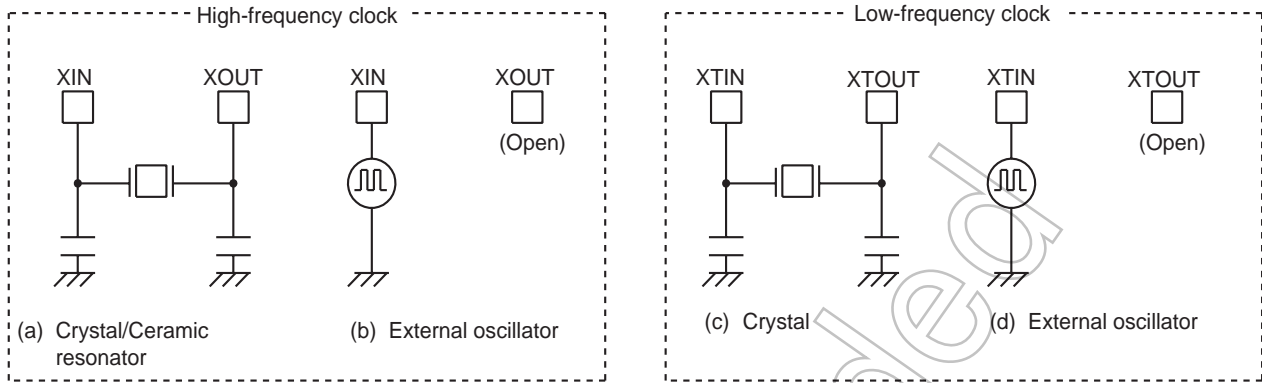 High-frequency clock
XIN XOUT XIN XOUT
(Open)
(a) Crystal/Ceramic
resonator
(b) External oscillator
Low-frequency clock
XTIN XTOUT XTIN XTOUT
(Open)
(c) Crystal
(d) External oscillator
ded